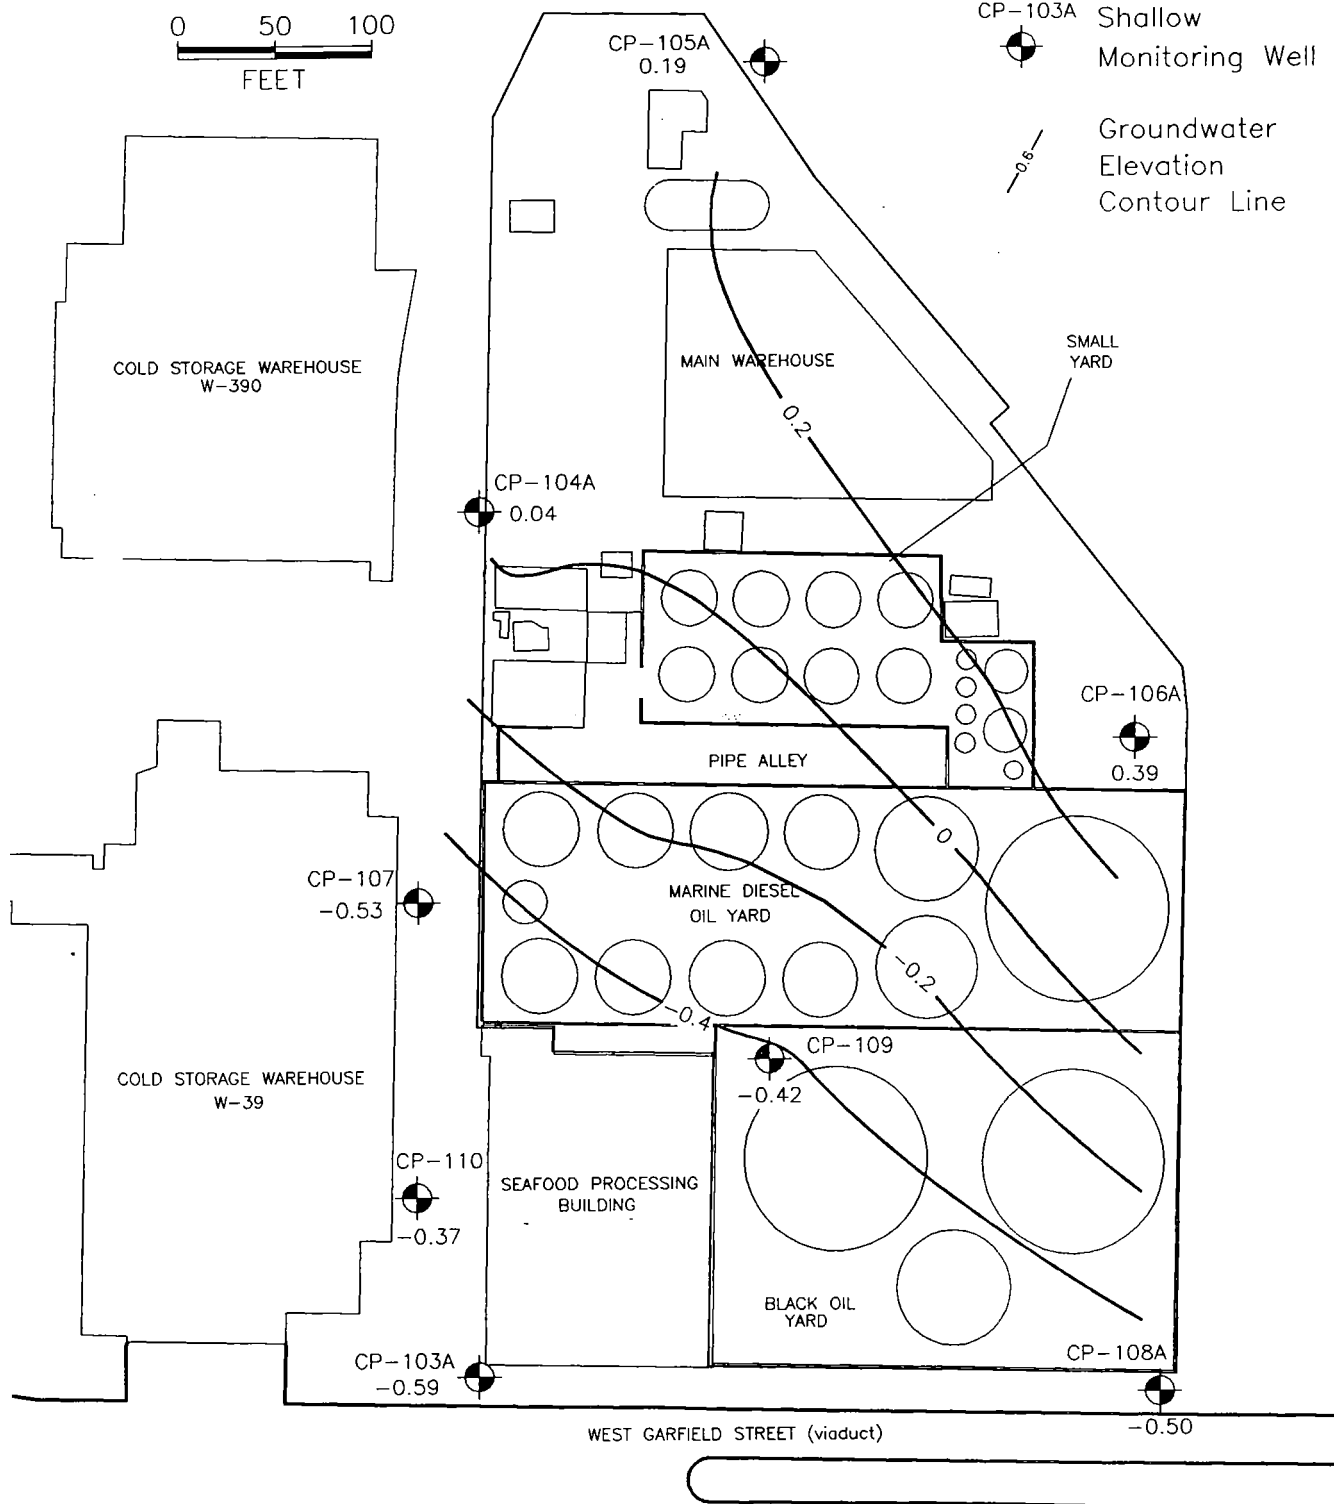 0 50 100
FEET
CP-105A
0.19
CP-103A Shallow
Monitoring Well
-0.6-
Groundwater
Elevation
Contour Line
COLD STORAGE WAREHOUSE
W-390
MAIN WAREHOUSE
SMALL
YARD
0.2
CP-104A
0.04
CP-106A
0.39
PIPE ALLEY
0
CP-107
-0.53
MARINE DIESEL
OIL YARD
-0.2
-0.4
CP-109
-0.42
COLD STORAGE WAREHOUSE
W-39
CP-110
-0.37
SEAFOOD PROCESSING
BUILDING
BLACK OIL
YARD
CP-103A
-0.59
CP-108A
-0.50
WEST GARFIELD STREET (viaduct)